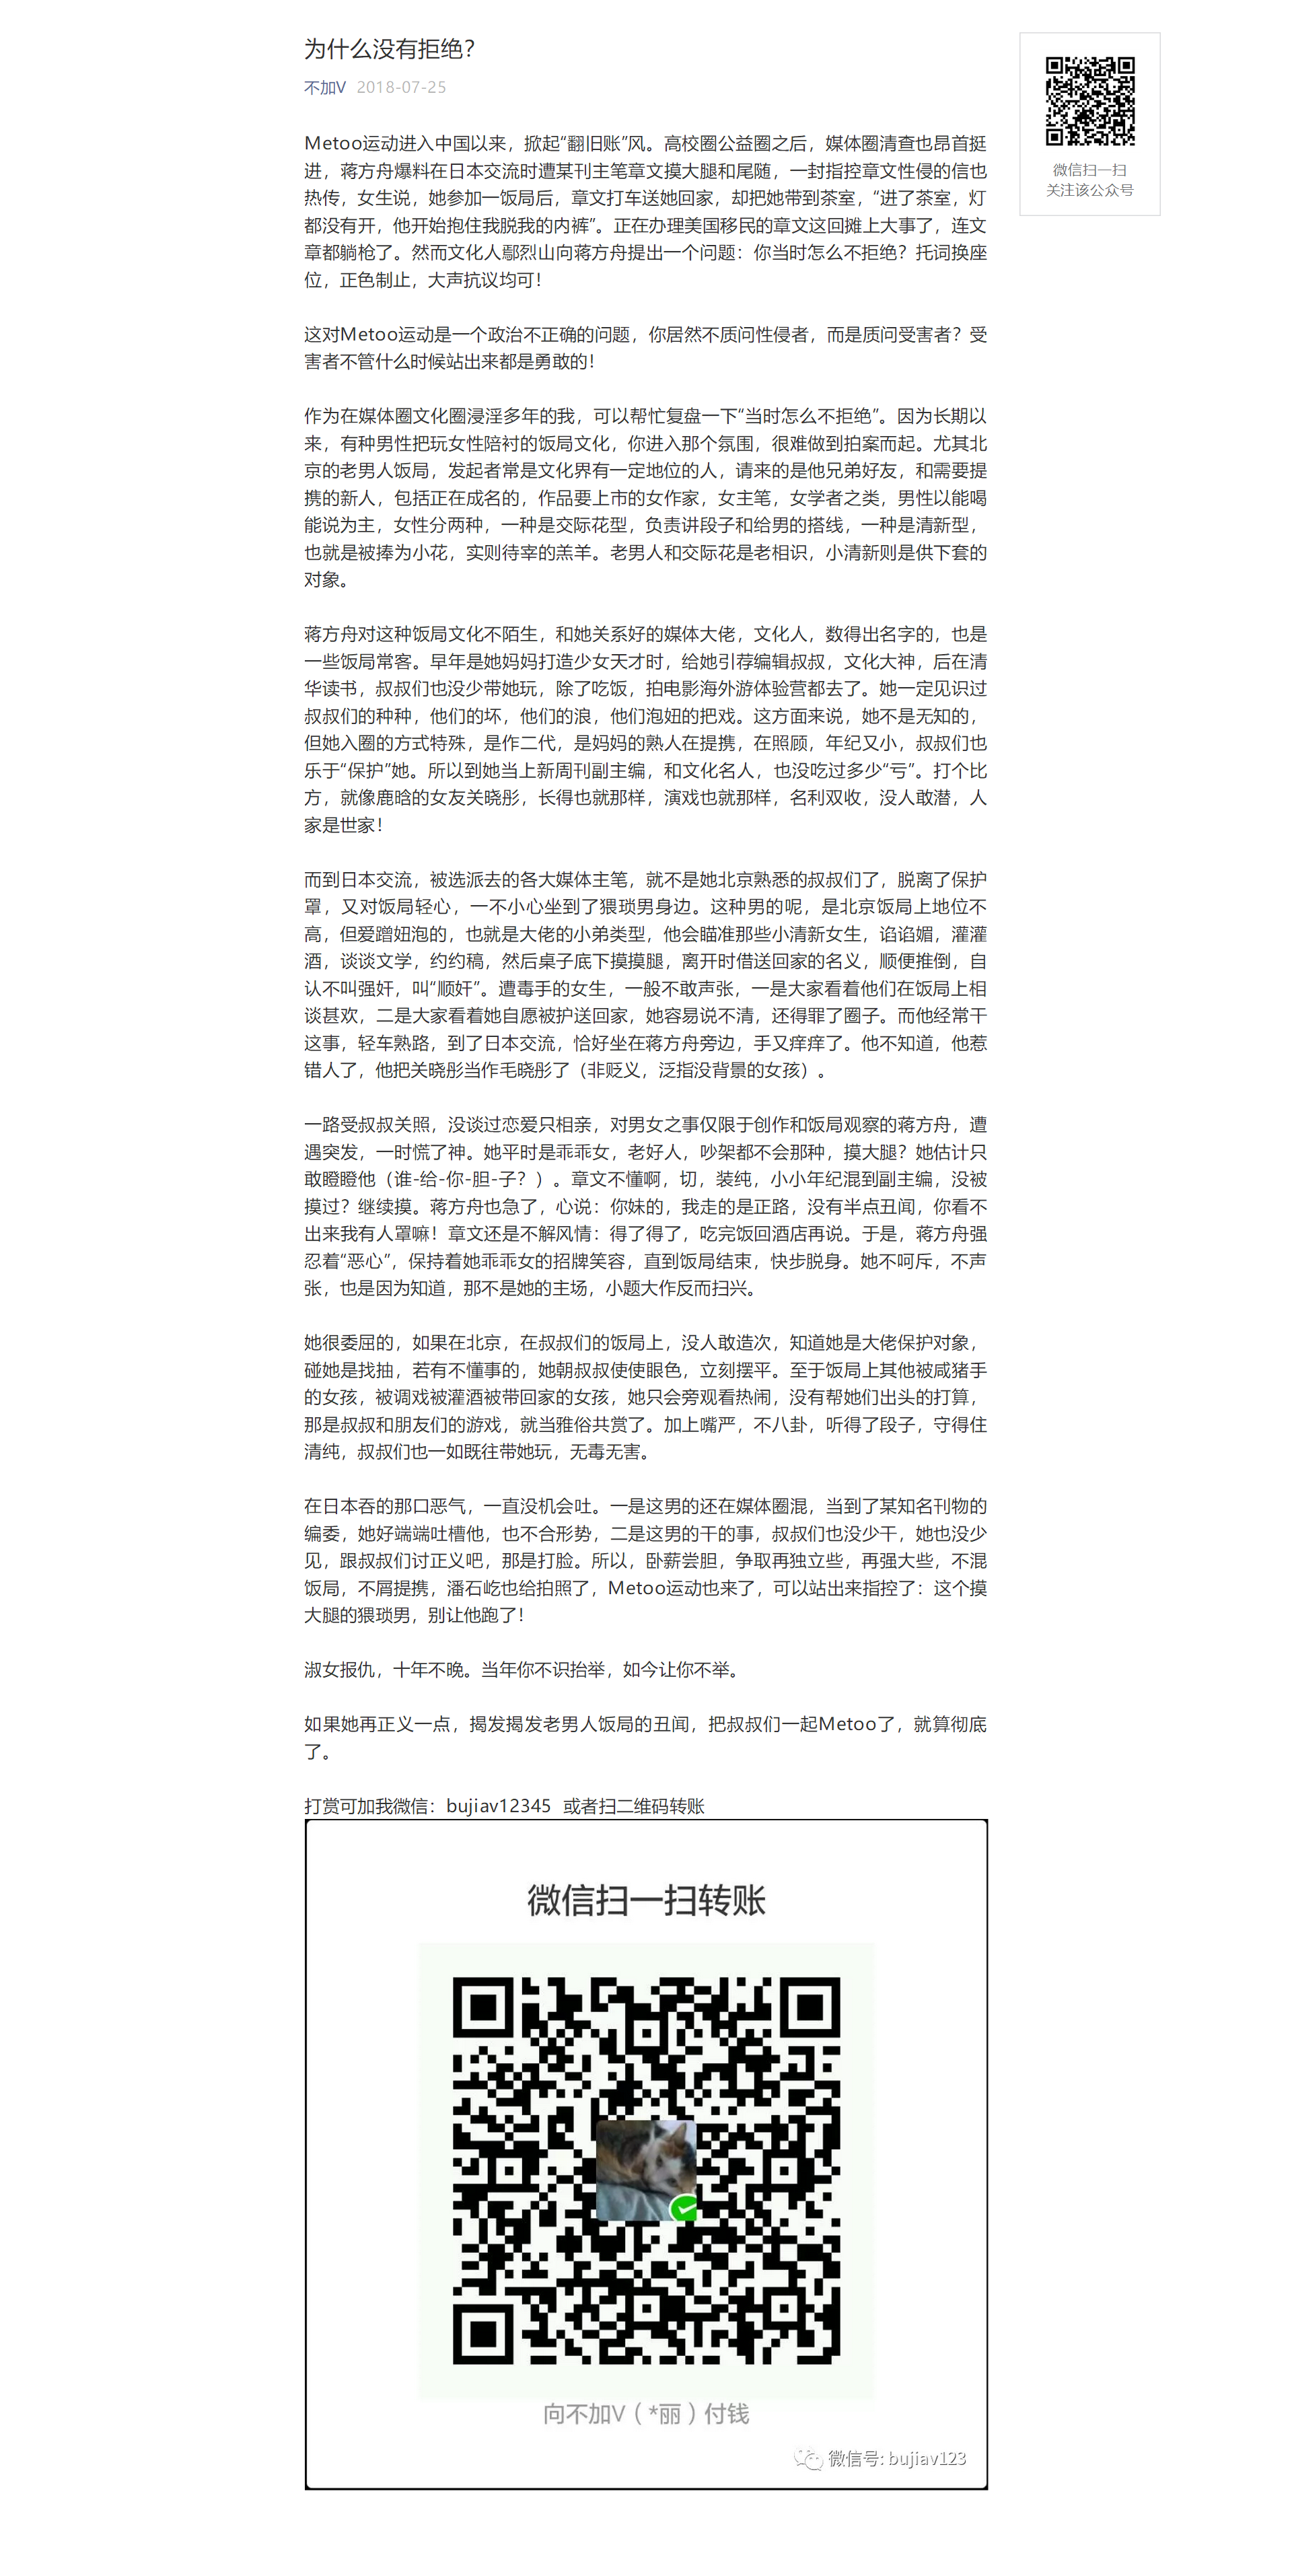 为什么没有拒绝？
不加V 2018-07-25
微信扫一扫
关注该公众号
Metoo运动进入中国以来，掀起“翻旧账”风。高校圈公益圈之后，媒体圈清查也昂首挺
进，蒋方舟爆料在日本交流时遭某刊主笔章文摸大腿和尾随，一封指控章文性侵的信也
热传，女生说，她参加一饭局后，章文打车送她回家，却把她带到茶室，“进了茶室，灯
都没有开，他开始抱住我脱我的内裤”。正在办理美国移民的章文这回摊上大事了，连文
章都躺枪了。然而文化人鄢烈山向蒋方舟提出一个问题：你当时怎么不拒绝？托词换座
位，正色制止，大声抗议均可！
这对Metoo运动是一个政治不正确的问题，你居然不质问性侵者，而是质问受害者？受
害者不管什么时候站出来都是勇敢的！
作为在媒体圈文化圈浸淫多年的我，可以帮忙复盘一下“当时怎么不拒绝”。因为长期以
来，有种男性把玩女性陪衬的饭局文化，你进入那个氛围，很难做到拍案而起。尤其北
京的老男人饭局，发起者常是文化界有一定地位的人，请来的是他兄弟好友，和需要提
携的新人，包括正在成名的，作品要上市的女作家，女主笔，女学者之类，男性以能喝
能说为主，女性分两种，一种是交际花型，负责讲段子和给男的搭线，一种是清新型，
也就是被捧为小花，实则待宰的羔羊。老男人和交际花是老相识，小清新则是供下套的
对象。
蒋方舟对这种饭局文化不陌生，和她关系好的媒体大佬，文化人，数得出名字的，也是
一些饭局常客。早年是她妈妈打造少女天才时，给她引荐编辑叔叔，文化大神，后在清
华读书，叔叔们也没少带她玩，除了吃饭，拍电影海外游体验营都去了。她一定见识过
叔叔们的种种，他们的坏，他们的浪，他们泡妞的把戏。这方面来说，她不是无知的，
但她入圈的方式特殊，是作二代，是妈妈的熟人在提携，在照顾，年纪又小，叔叔们也
乐于“保护”她。所以到她当上新周刊副主编，和文化名人，也没吃过多少“亏”。打个比
方，就像鹿晗的女友关晓彤，长得也就那样，演戏也就那样，名利双收，没人敢潜，人
家是世家！
而到日本交流，被选派去的各大媒体主笔，就不是她北京熟悉的叔叔们了，脱离了保护
罩，又对饭局轻心，一不小心坐到了猥琐男身边。这种男的呢，是北京饭局上地位不
高，但爱蹭妞泡的，也就是大佬的小弟类型，他会瞄准那些小清新女生，谄谄媚，灌灌
酒，谈谈文学，约约稿，然后桌子底下摸摸腿，离开时借送回家的名义，顺便推倒，自
认不叫强奸，叫“顺奸”。遭毒手的女生，一般不敢声张，一是大家看着他们在饭局上相
谈甚欢，二是大家看着她自愿被护送回家，她容易说不清，还得罪了圈子。而他经常干
这事，轻车熟路，到了日本交流，恰好坐在蒋方舟旁边，手又痒痒了。他不知道，他惹
错人了，他把关晓彤当作毛晓彤了（非贬义，泛指没背景的女孩）。
一路受叔叔关照，没谈过恋爱只相亲，对男女之事仅限于创作和饭局观察的蒋方舟，遭
遇突发，一时慌了神。她平时是乖乖女，老好人，吵架都不会那种，摸大腿？她估计只
敢瞪瞪他（谁-给-你-胆-子？）。章文不懂啊，切，装纯，小小年纪混到副主编，没被
摸过？继续摸。蒋方舟也急了，心说：你妹的，我走的是正路，没有半点丑闻，你看不
出来我有人罩嘛！章文还是不解风情：得了得了，吃完饭回酒店再说。于是，蒋方舟强
忍着“恶心”，保持着她乖乖女的招牌笑容，直到饭局结束，快步脱身。她不呵斥，不声
张，也是因为知道，那不是她的主场，小题大作反而扫兴。
她很委屈的，如果在北京，在叔叔们的饭局上，没人敢造次，知道她是大佬保护对象，
碰她是找抽，若有不懂事的，她朝叔叔使使眼色，立刻摆平。至于饭局上其他被咸猪手
的女孩，被调戏被灌酒被带回家的女孩，她只会旁观看热闹，没有帮她们出头的打算，
那是叔叔和朋友们的游戏，就当雅俗共赏了。加上嘴严，不八卦，听得了段子，守得住
清纯，叔叔们也一如既往带她玩，无毒无害。
在日本吞的那口恶气，一直没机会吐。一是这男的还在媒体圈混，当到了某知名刊物的
编委，她好端端吐槽他，也不合形势，二是这男的干的事，叔叔们也没少干，她也没少
见，跟叔叔们讨正义吧，那是打脸。所以，卧薪尝胆，争取再独立些，再强大些，不混
饭局，不屑提携，潘石屹也给拍照了，Metoo运动也来了，可以站出来指控了：这个摸
大腿的猥琐男，别让他跑了！
淑女报仇，十年不晚。当年你不识抬举，如今让你不举。
如果她再正义一点，揭发揭发老男人饭局的丑闻，把叔叔们一起Metoo了，就算彻底
了。
打赏可加我微信：bujiav12345 或者扫二维码转账
微信扫一扫转账
向不加V（*丽）付钱
微信号: bujiav123